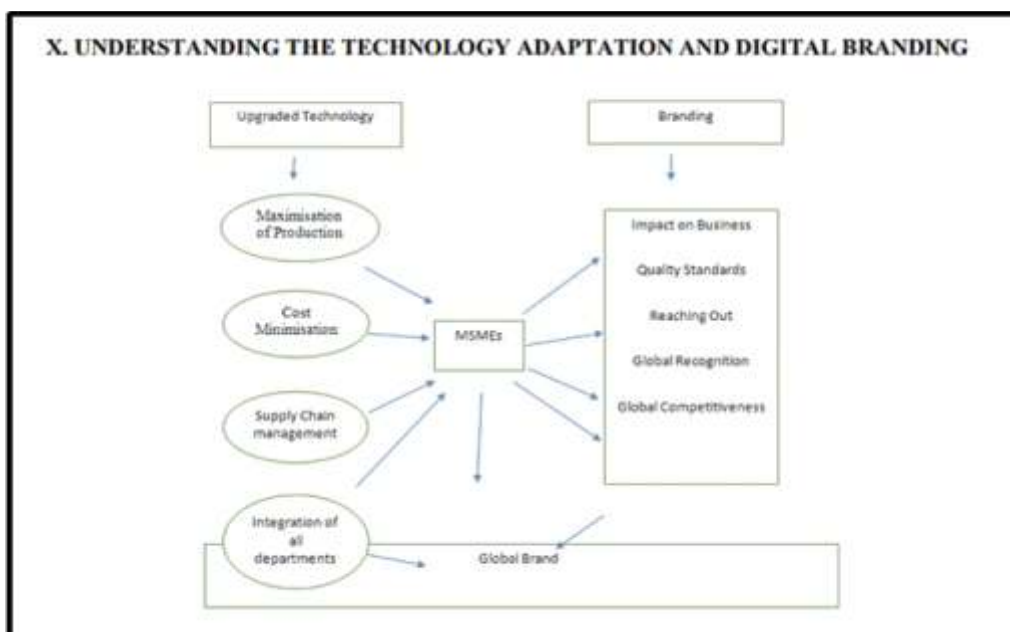 X. UNDERSTANDING THE TECHNOLOGY ADAPTATION AND DIGITAL BRANDING
Upgraded Technology
Branding
Maximisation
of Production
Cost
Minimisation
Supply Chain
management
Integration of
all
departments
MSMEs
Impact on Business
Quality Standards
Reaching Out
Global Recognition
Global Competitiveness
Global Brand